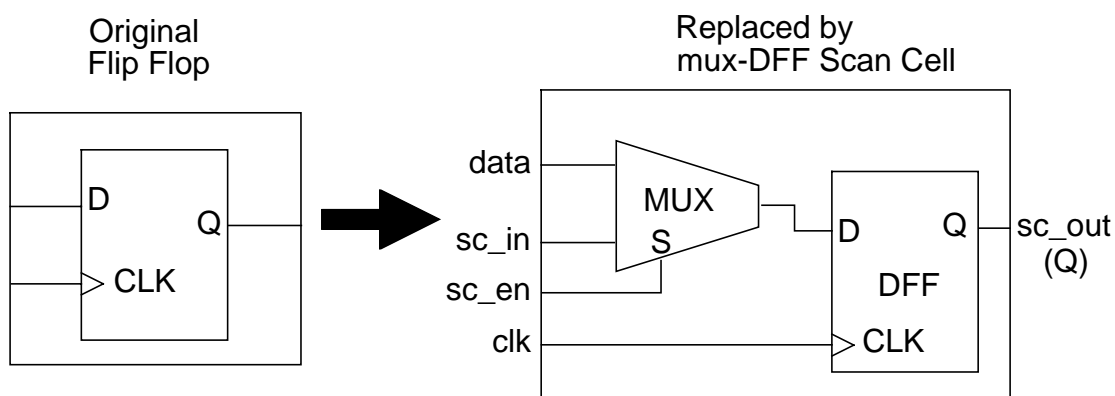 Original
Flip Flop
D
Q
CLK
Replaced by
mux-DFF Scan Cell
data
sc_in
sc_en
clk
MUX
S
D
Q
DFF
CLK
sc_out
(Q)